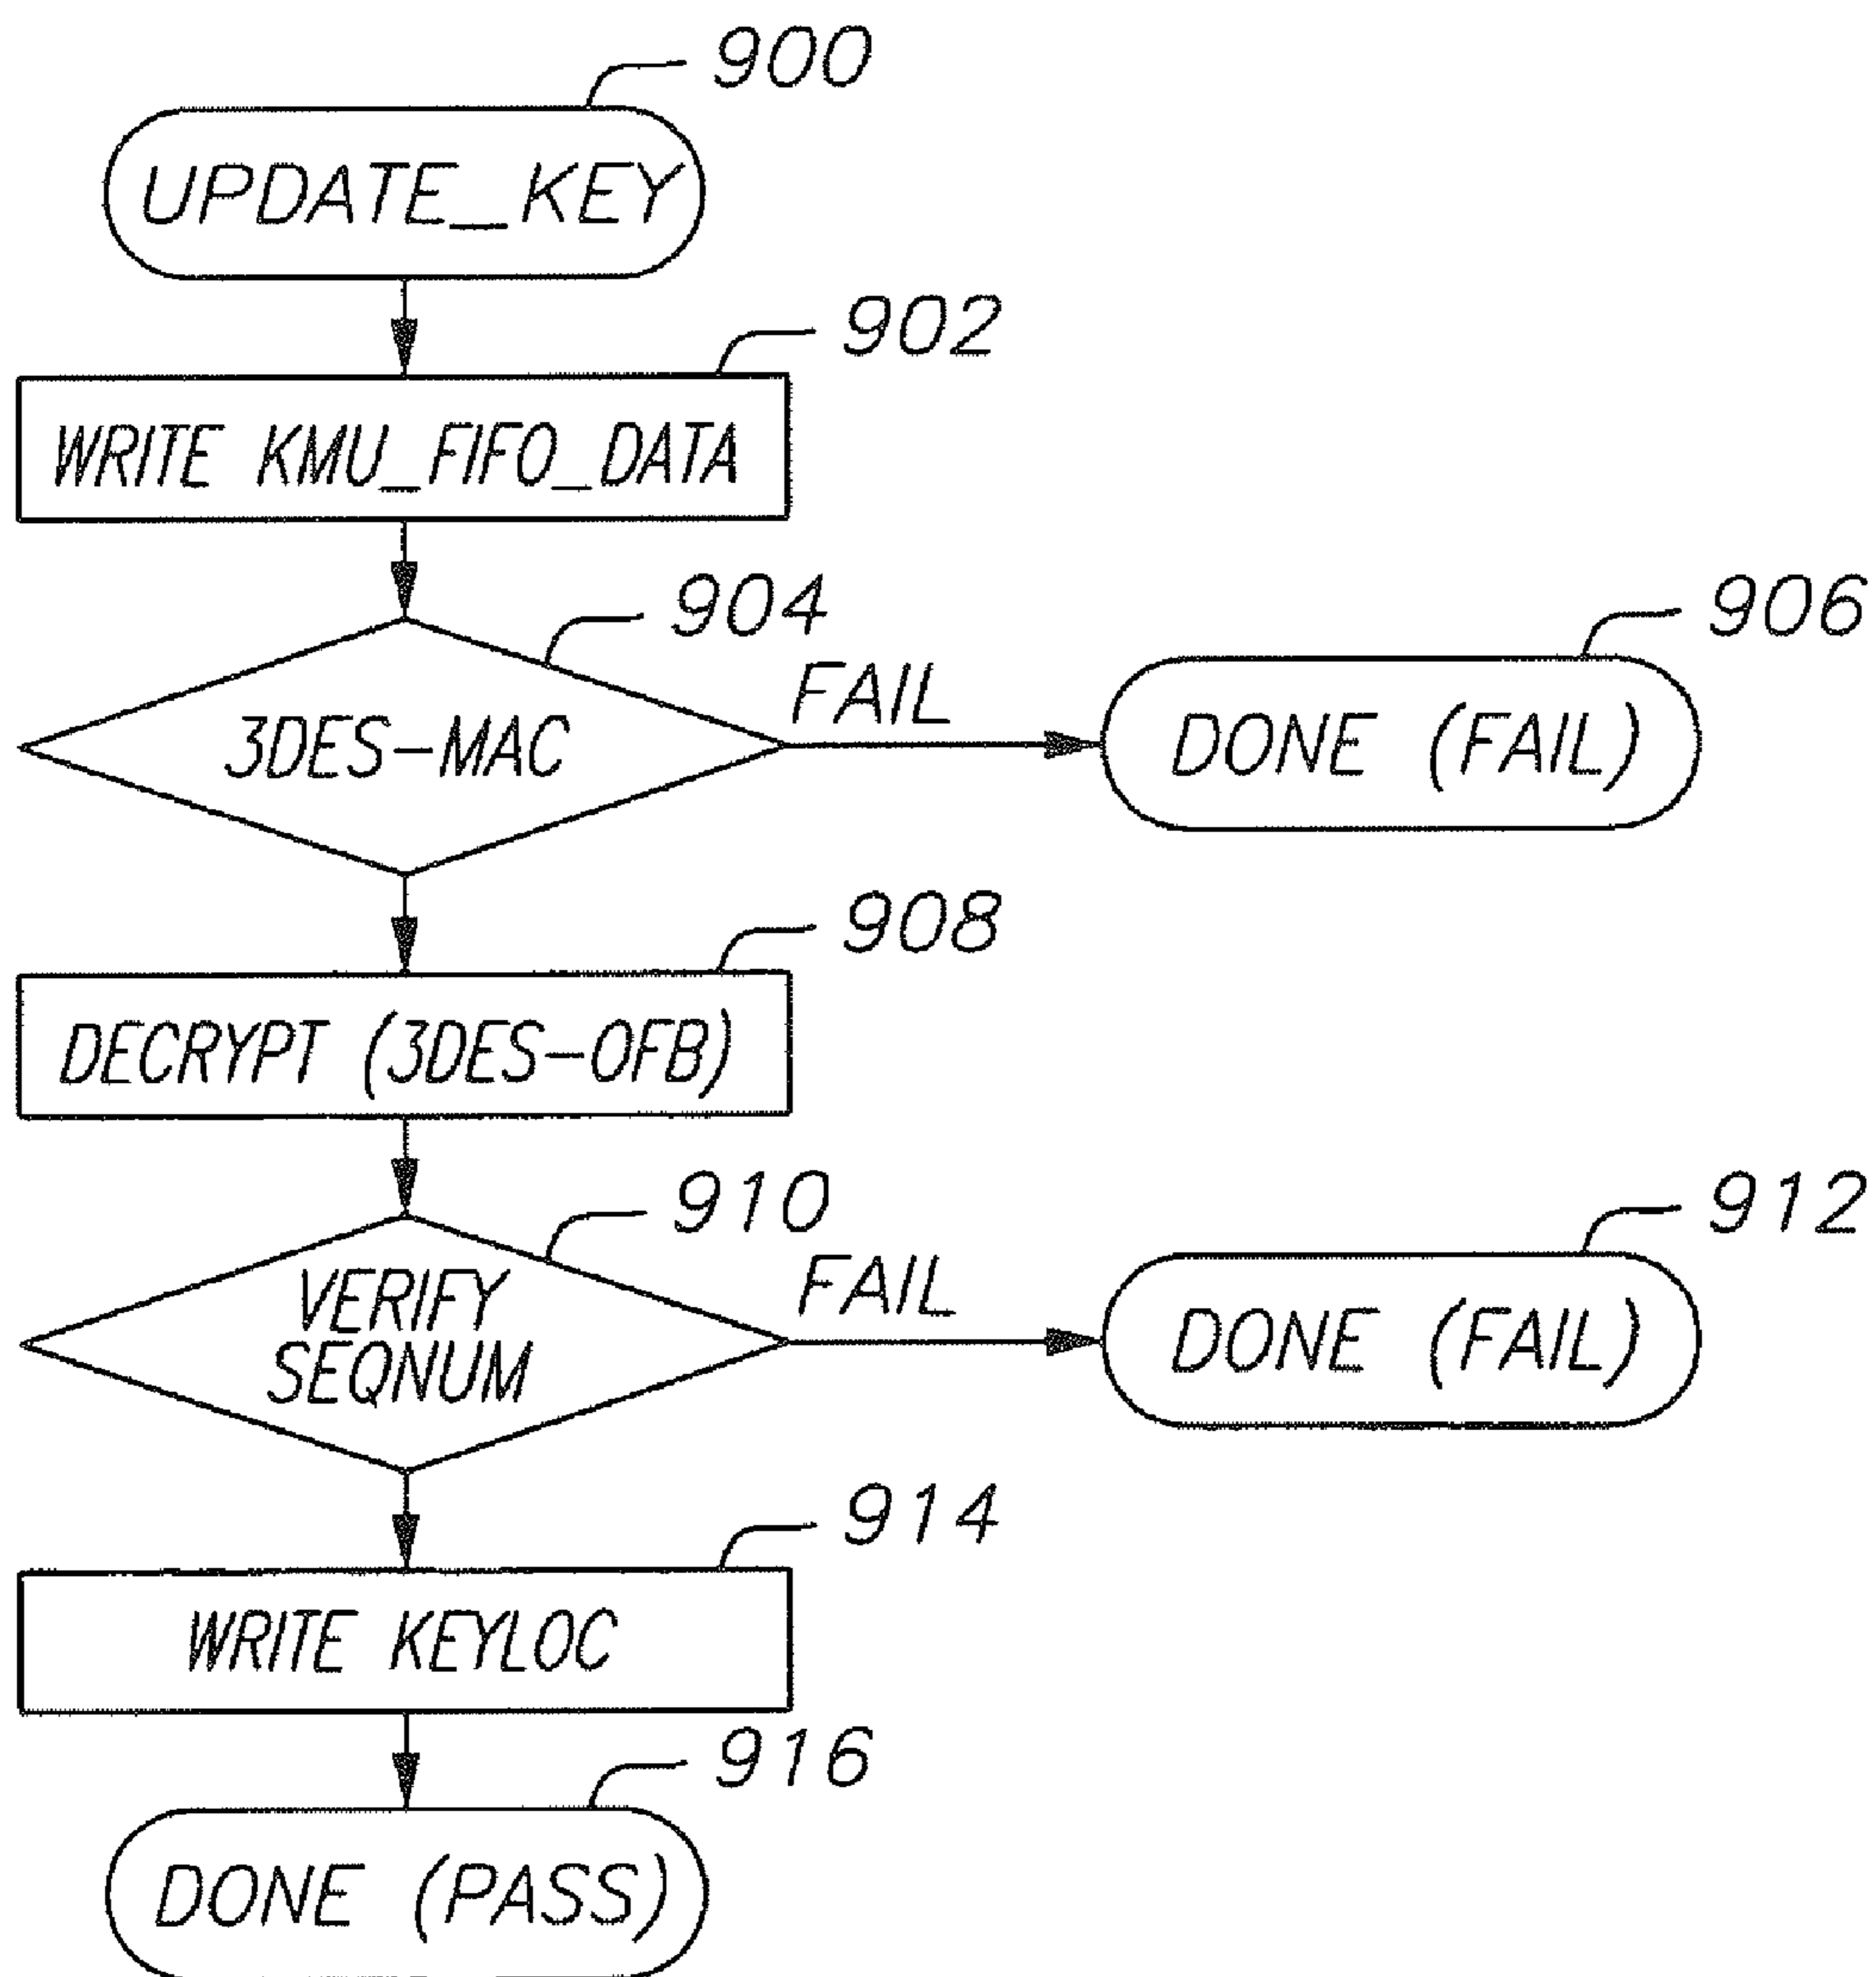 900
UPDATE_KEY
902
WRITE KMU_FIFO_DATA
904
906
3DES-MAC
FAIL
DONE (FAIL)
908
DECRYPT (3DES-OFB)
910
912
VERIFY
SEQNUM
FAIL
DONE (FAIL)
914
WRITE KEYLOC
916
DONE (PASS)